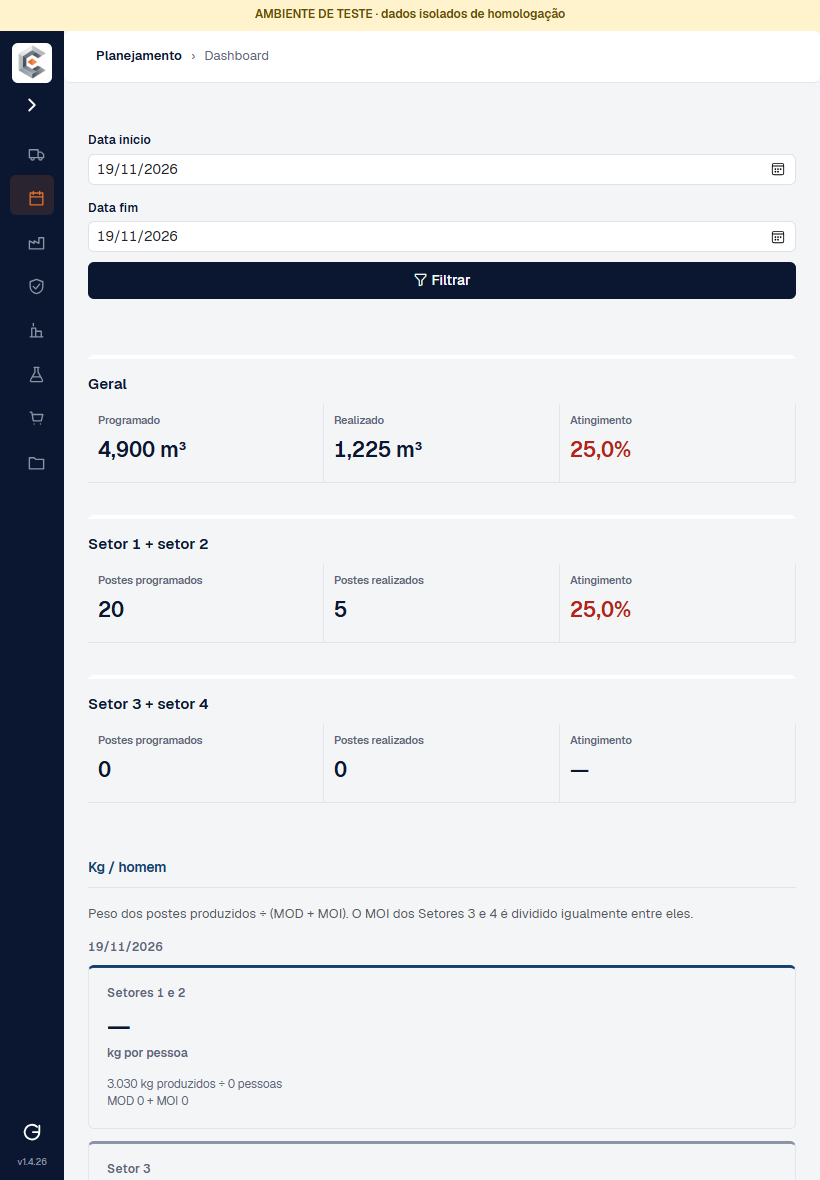 AMBIENTE DE TESTE · dados isolados de homologação
Planejamento › Dashboard
Data início
19/11/2026
Data fim
19/11/2026
Filtrar
Geral
Programado Realizado Atingimento
4,900 m³ 1,225 m³ 25,0%
Setor 1 + setor 2
Postes programados Postes realizados Atingimento
20 5 25,0%
Setor 3 + setor 4
Postes programados Postes realizados Atingimento
0 0 —
Kg / homem
Peso dos postes produzidos ÷ (MOD + MOI). O MOI dos Setores 3 e 4 é dividido igualmente entre eles.
19/11/2026
Setores 1 e 2
—
kg por pessoa
3.030 kg produzidos ÷ 0 pessoas
MOD 0 + MOI 0
Setor 3
v1.4.26